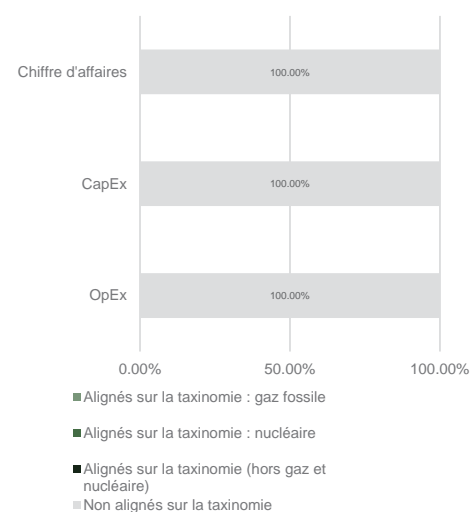 Chiffre d'affaires
100.00%
CapEx
100.00%
OpEx
100.00%
0.00% 50.00% 100.00%
Alignés sur la taxinomie : gaz fossile
Alignés sur la taxinomie : nucléaire
Alignés sur la taxinomie (hors gaz et
nucléaire)
Non alignés sur la taxinomie